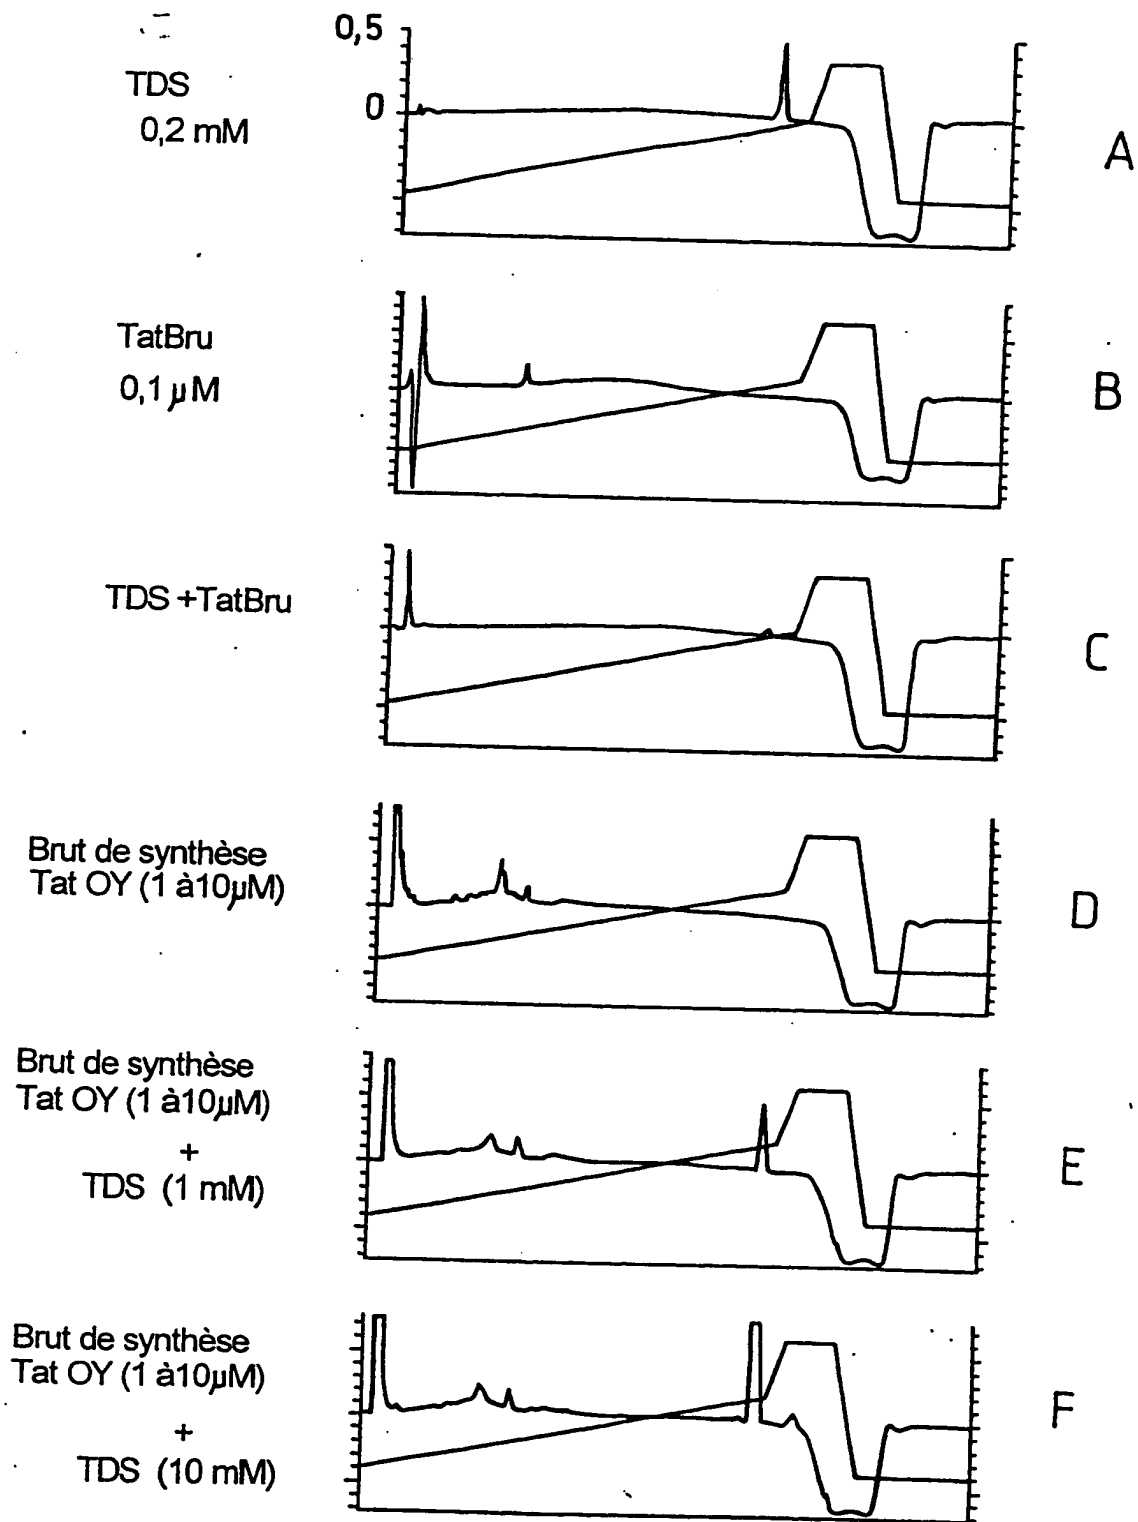 0,5
TDS
0
0,2 mM
A
TatBru
0,1 µM
B
TDS +TatBru
C
Brut de synthèse
Tat OY (1 à10µM)
D
Brut de synthèse
Tat OY (1 à10µM)
+
TDS (1 mM)
E
Brut de synthèse
Tat OY (1 à10µM)
+
TDS (10 mM)
F